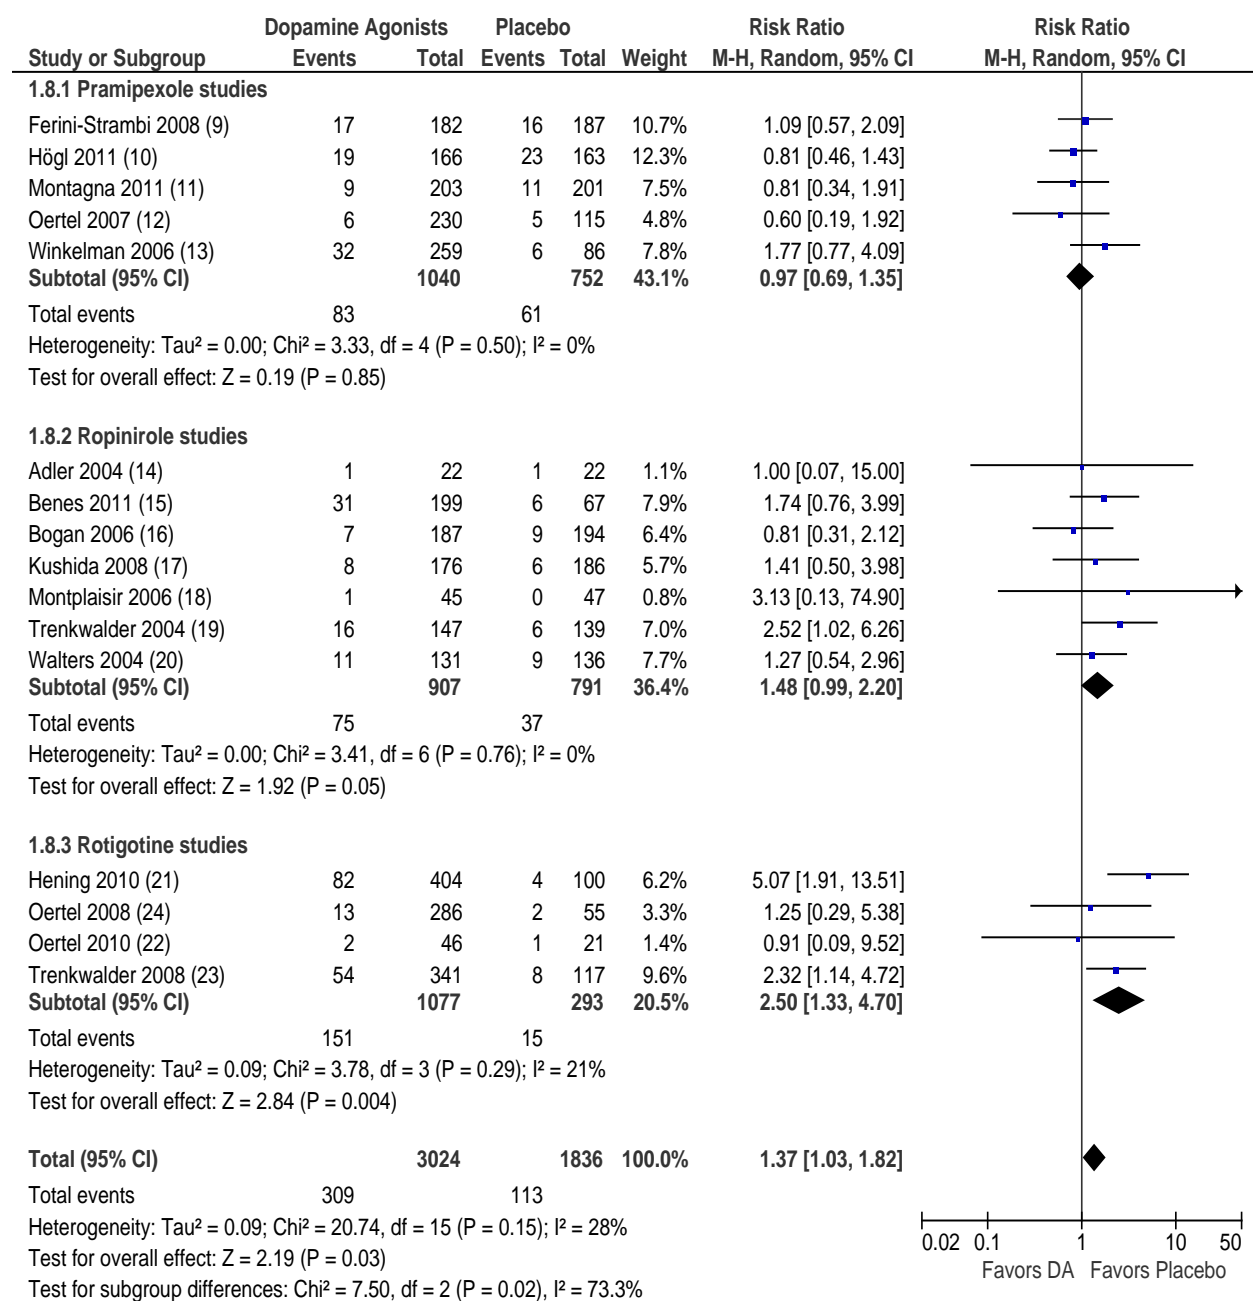 Dopamine Agonists Placebo Risk Ratio Risk Ratio
Study or Subgroup Events Total Events Total Weight M-H, Random, 95% CI M-H, Random, 95% CI
1.8.1 Pramipexole studies
Ferini-Strambi 2008 (9) 17 182 16 187 10.7% 1.09 [0.57, 2.09]
Högl 2011 (10) 19 166 23 163 12.3% 0.81 [0.46, 1.43]
Montagna 2011 (11) 9 203 11 201 7.5% 0.81 [0.34, 1.91]
Oertel 2007 (12) 6 230 5 115 4.8% 0.60 [0.19, 1.92]
Winkelman 2006 (13) 32 259 6 86 7.8% 1.77 [0.77, 4.09]
Subtotal (95% CI) 1040 752 43.1% 0.97 [0.69, 1.35]
Total events 83 61
Heterogeneity: Tau² = 0.00; Chi² = 3.33, df = 4 (P = 0.50); I² = 0%
Test for overall effect: Z = 0.19 (P = 0.85)
1.8.2 Ropinirole studies
Adler 2004 (14) 1 22 1 22 1.1% 1.00 [0.07, 15.00]
Benes 2011 (15) 31 199 6 67 7.9% 1.74 [0.76, 3.99]
Bogan 2006 (16) 7 187 9 194 6.4% 0.81 [0.31, 2.12]
Kushida 2008 (17) 8 176 6 186 5.7% 1.41 [0.50, 3.98]
Montplaisir 2006 (18) 1 45 0 47 0.8% 3.13 [0.13, 74.90]
Trenkwalder 2004 (19) 16 147 6 139 7.0% 2.52 [1.02, 6.26]
Walters 2004 (20) 11 131 9 136 7.7% 1.27 [0.54, 2.96]
Subtotal (95% CI) 907 791 36.4% 1.48 [0.99, 2.20]
Total events 75 37
Heterogeneity: Tau² = 0.00; Chi² = 3.41, df = 6 (P = 0.76); I² = 0%
Test for overall effect: Z = 1.92 (P = 0.05)
1.8.3 Rotigotine studies
Hening 2010 (21) 82 404 4 100 6.2% 5.07 [1.91, 13.51]
Oertel 2008 (24) 13 286 2 55 3.3% 1.25 [0.29, 5.38]
Oertel 2010 (22) 2 46 1 21 1.4% 0.91 [0.09, 9.52]
Trenkwalder 2008 (23) 54 341 8 117 9.6% 2.32 [1.14, 4.72]
Subtotal (95% CI) 1077 293 20.5% 2.50 [1.33, 4.70]
Total events 151 15
Heterogeneity: Tau² = 0.09; Chi² = 3.78, df = 3 (P = 0.29); I² = 21%
Test for overall effect: Z = 2.84 (P = 0.004)
Total (95% CI) 3024 1836 100.0% 1.37 [1.03, 1.82]
Total events 309 113
Heterogeneity: Tau² = 0.09; Chi² = 20.74, df = 15 (P = 0.15); I² = 28%
Test for overall effect: Z = 2.19 (P = 0.03)
Test for subgroup differences: Chi² = 7.50, df = 2 (P = 0.02), I² = 73.3%
0.02 0.1 1 10 50
Favors DA Favors Placebo